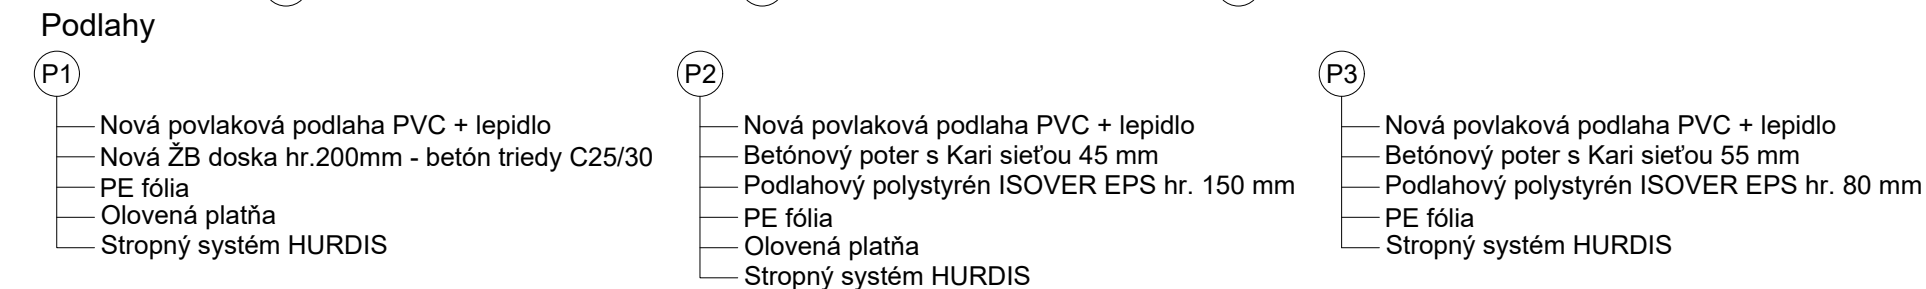 Podlahy
P1
Nová povlaková podlaha PVC + lepidlo
Nová ŽB doska hr.200mm - betón triedy C25/30
PE fólia
Olovená platňa
Stropný systém HURDIS
P2
Nová povlaková podlaha PVC + lepidlo
Betónový poter s Kari sieťou 45 mm
Podlahový polystyrén ISOVER EPS hr. 150 mm
PE fólia
Olovená platňa
Stropný systém HURDIS
P3
Nová povlaková podlaha PVC + lepidlo
Betónový poter s Kari sieťou 55 mm
Podlahový polystyrén ISOVER EPS hr. 80 mm
PE fólia
Stropný systém HURDIS